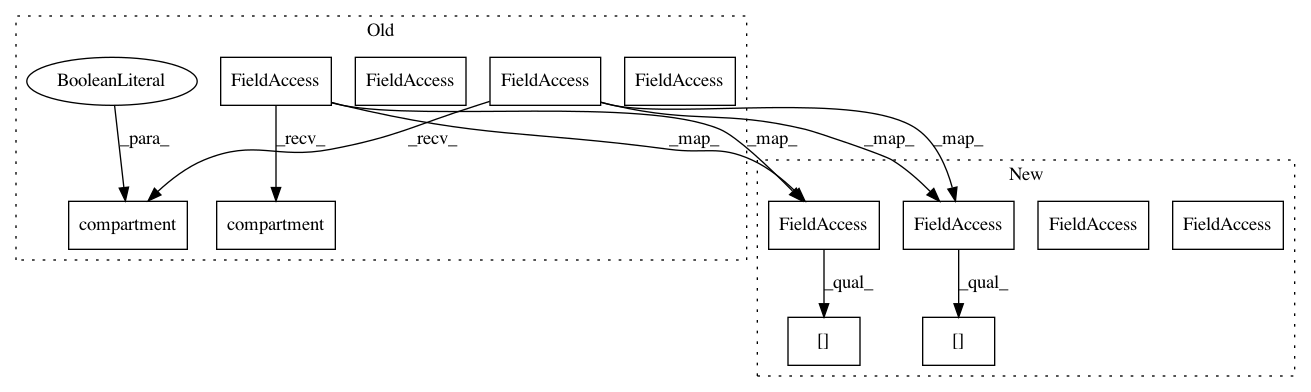 Old
BooleanLiteral
FieldAccess
FieldAccess
FieldAccess
FieldAccess
_para_
_recv_
_recv_
_map_
_map_
_map_
_map_
New
compartment
compartment
FieldAccess
FieldAccess
FieldAccess
FieldAccess
_qual_
_qual_
[]
[]